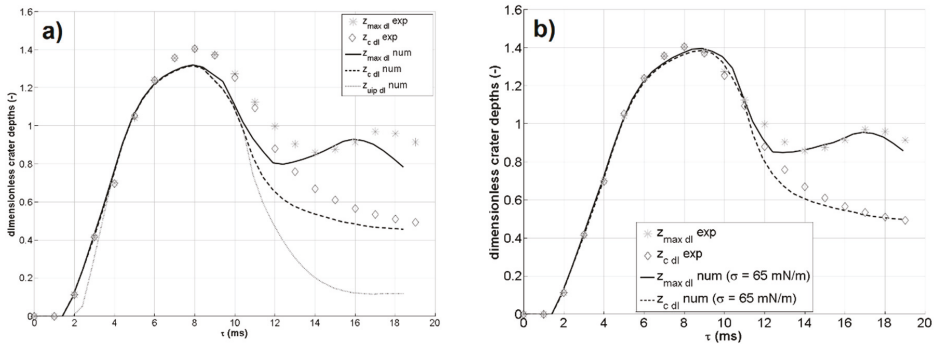 a)
z max dl exp
z c dl exp
z max dl num
z c dl num
z uip dl num
dimensionless crater depths (-)
1.6
1.4
1.2
1
0.8
0.6
0.4
0.2
0
0 2 4 6 8 10 12 14 16 18 20
τ (ms)
b)
dimensionless crater depths (-)
1.6
1.4
1.2
1
0.8
0.6
0.4
0.2
0
z max dl exp
z c dl exp
z max dl num (σ = 65 mN/m)
z c dl num (σ = 65 mN/m)
0 2 4 6 8 10 12 14 16 18 20
τ (ms)